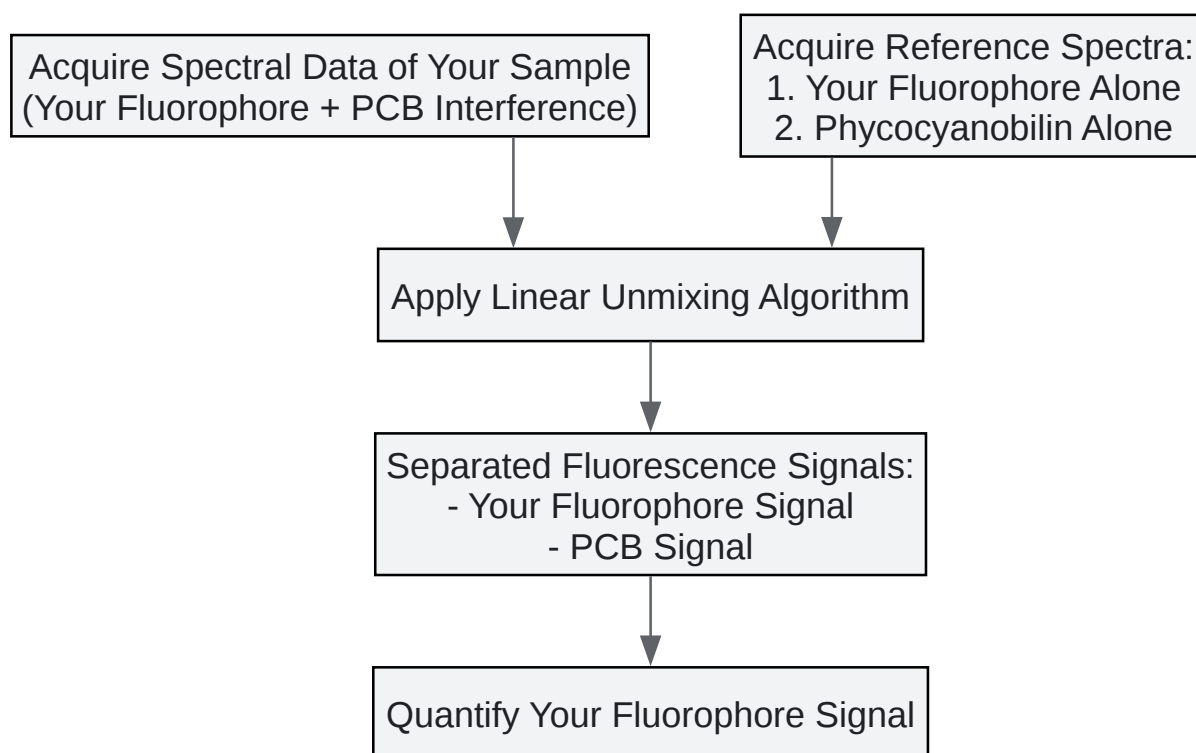 Acquire Spectral Data of Your Sample
(Your Fluorophore + PCB Interference)
Acquire Reference Spectra:
1. Your Fluorophore Alone
2. Phycocyanobilin Alone
Apply Linear Unmixing Algorithm
Separated Fluorescence Signals:
- Your Fluorophore Signal
- PCB Signal
Quantify Your Fluorophore Signal